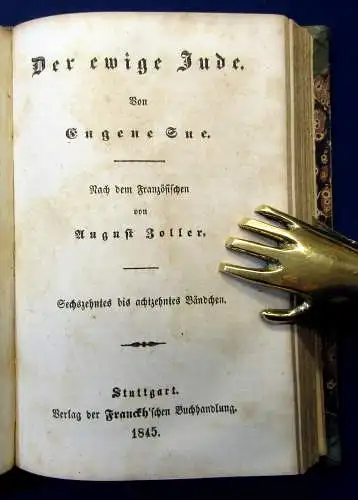 Der ewige Jude.
Von
Eugene Sue.
Nach dem Französischen
von
August Zoller.
Sechszehntes bis achtzehntes Bändchen.
Stuttgart.
Verlag der Franckh'schen Buchhandlung.
1845.